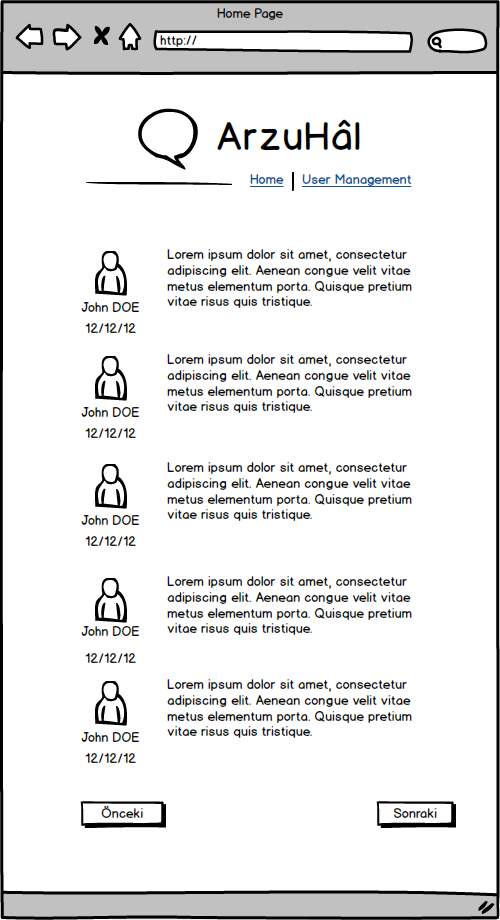 Home Page
http://
ArzuHâl
Home | User Management
Lorem ipsum dolor sit amet, consectetur
adipiscing elit. Aenean congue velit vitae
metus elementum porta. Quisque pretium
vitae risus quis tristique.
John DOE
12/12/12
Lorem ipsum dolor sit amet, consectetur
adipiscing elit. Aenean congue velit vitae
metus elementum porta. Quisque pretium
vitae risus quis tristique.
John DOE
12/12/12
Lorem ipsum dolor sit amet, consectetur
adipiscing elit. Aenean congue velit vitae
metus elementum porta. Quisque pretium
vitae risus quis tristique.
John DOE
12/12/12
Lorem ipsum dolor sit amet, consectetur
adipiscing elit. Aenean congue velit vitae
metus elementum porta. Quisque pretium
vitae risus quis tristique.
John DOE
12/12/12
Lorem ipsum dolor sit amet, consectetur
adipiscing elit. Aenean congue velit vitae
metus elementum porta. Quisque pretium
vitae risus quis tristique.
John DOE
12/12/12
Önceki
Sonraki